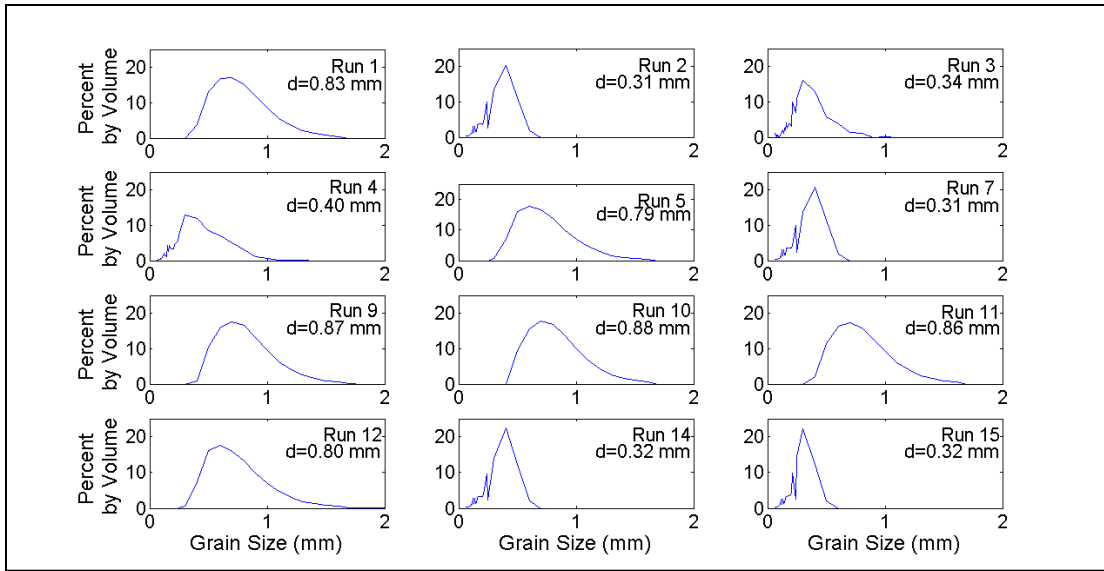 Percent
by Volume
20
10
0
0
1
2
Run 1
d=0.83 mm
20
10
0
0
1
2
Run 2
d=0.31 mm
20
10
0
0
1
2
Run 3
d=0.34 mm
Percent
by Volume
20
10
0
0
1
2
Run 4
d=0.40 mm
20
10
0
0
1
2
Run 5
d=0.79 mm
20
10
0
0
1
2
Run 7
d=0.31 mm
Percent
by Volume
20
10
0
0
1
2
Run 9
d=0.87 mm
20
10
0
0
1
2
Run 10
d=0.88 mm
20
10
0
0
1
2
Run 11
d=0.86 mm
Percent
by Volume
20
10
0
0
1
2
Run 12
d=0.80 mm
Grain Size (mm)
20
10
0
0
1
2
Run 14
d=0.32 mm
Grain Size (mm)
20
10
0
0
1
2
Run 15
d=0.32 mm
Grain Size (mm)